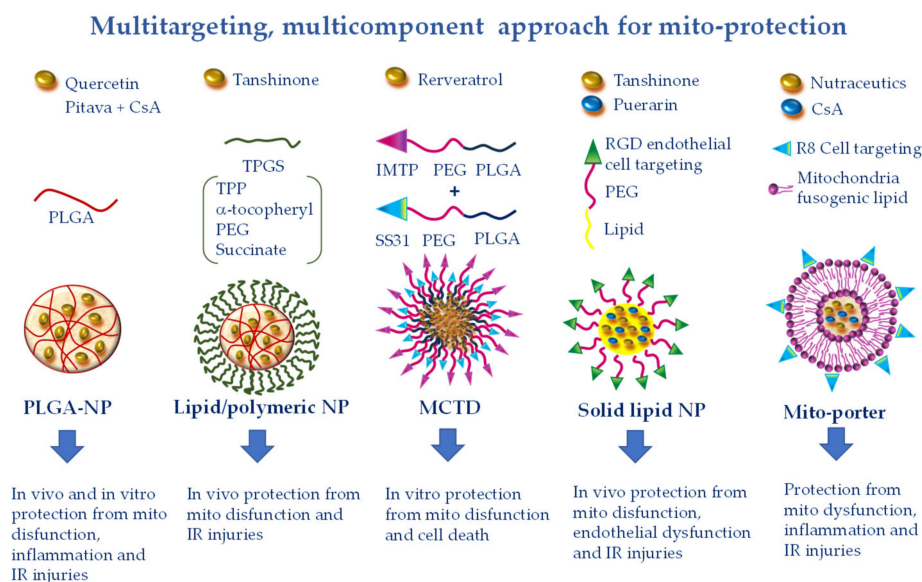 Multitargeting, multicomponent approach for mito-protection
Quercetin
Pitava + CsA
PLGA
PLGA-NP
In vivo and in vitro
protection from mito
disfunction,
inflammation and
IR injuries
Tanshinone
TPGS
TPP
α-tocopheryl
PEG
Succinate
Lipid/polymeric NP
In vivo protection from
mito disfunction and
IR injuries
Rerveratrol
IMTP PEG PLGA
+
SS31 PEG PLGA
MCTD
In vitro protection
from mito disfunction
and cell death
Tanshinone
Puerarin
RGD endothelial
cell targeting
PEG
Lipid
Solid lipid NP
In vivo protection from
mito disfunction,
endothelial dysfunction
and IR injuries
Nutraceutics
CsA
R8 Cell targeting
Mitochondria
fusogenic lipid
Mito-porter
Protection from
mito dysfunction,
inflammation and
IR injuries